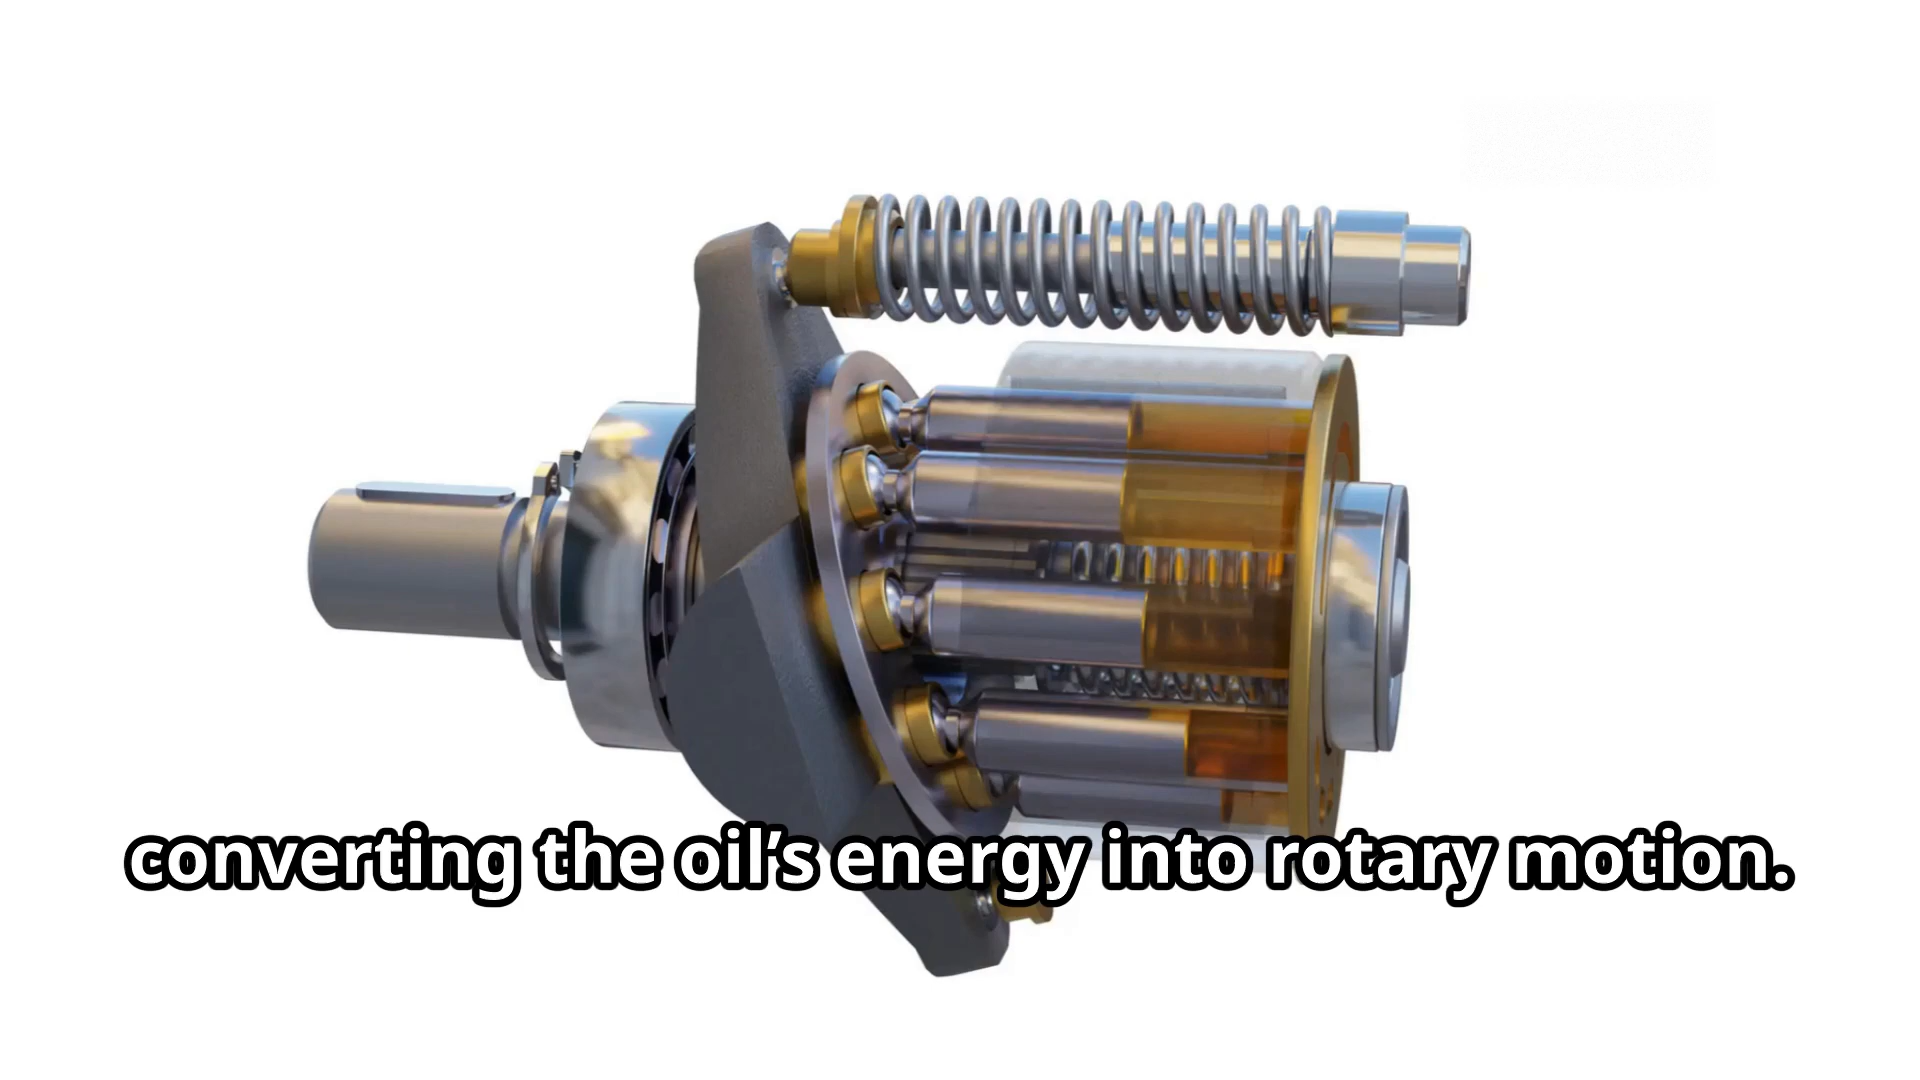 converting the oil’s energy into rotary motion.